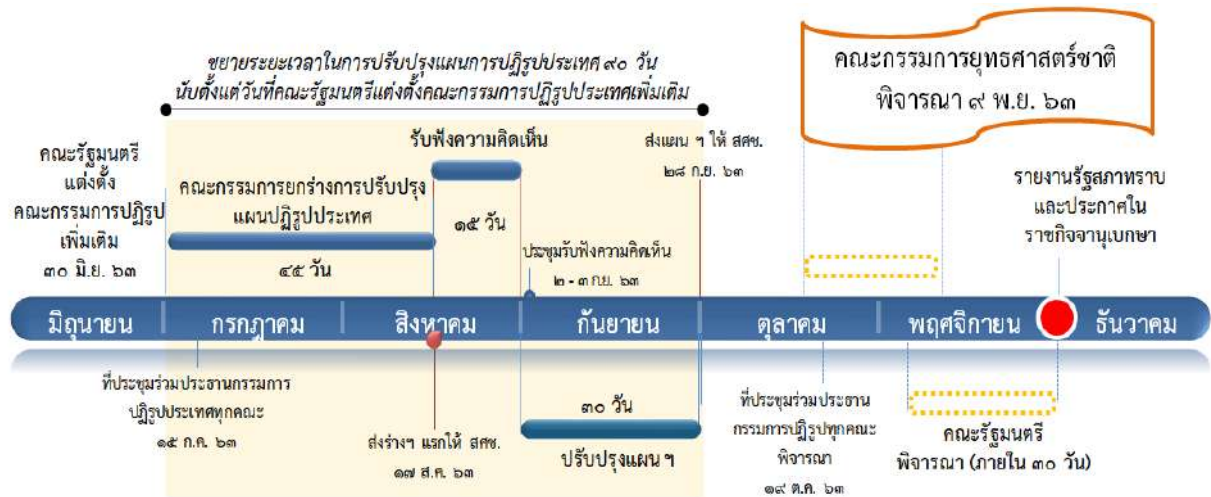 ขยายระยะเวลาในการปรับปรุงแผนการปฏิรูปประเทศ ๙๐ วัน
นับตั้งแต่วันที่คณะรัฐมนตรีแต่งตั้งคณะกรรมการปฏิรูปประเทศเพิ่มเติม
คณะกรรมการยุทธศาสตร์ชาติ
พิจารณา ๙ พ.ย. ๖๓
คณะรัฐมนตรี
แต่งตั้ง
คณะกรรมการปฏิรูป
เพิ่มเติม
๓๐ มิ.ย. ๖๓
คณะกรรมการยกร่างการปรับปรุง
แผนปฏิรูปประเทศ
๔๕ วัน
รับฟังความคิดเห็น
๑๕ วัน
ประชุมรับฟังความคิดเห็น
๒ - ๓ ก.ย. ๖๓
ส่งแผน ฯ ให้ สศช.
๒๘ ก.ย. ๖๓
รายงานรัฐสภาทราบ
และประกาศใน
ราชกิจจานุเบกษา
มิถุนายน
กรกฎาคม
สิงหาคม
กันยายน
ตุลาคม
พฤศจิกายน
ธันวาคม
ที่ประชุมร่วมประธานกรรมการ
ปฏิรูปประเทศทุกคณะ
๑๕ ก.ค. ๖๓
ส่งร่างฯ แรกให้ สศช.
๑๗ ส.ค. ๖๓
๓๐ วัน
ปรับปรุงแผน ฯ
ที่ประชุมร่วมประธาน
กรรมการปฏิรูปทุกคณะ
พิจารณา
๑๙ ต.ค. ๖๓
คณะรัฐมนตรี
พิจารณา (ภายใน ๓๐ วัน)